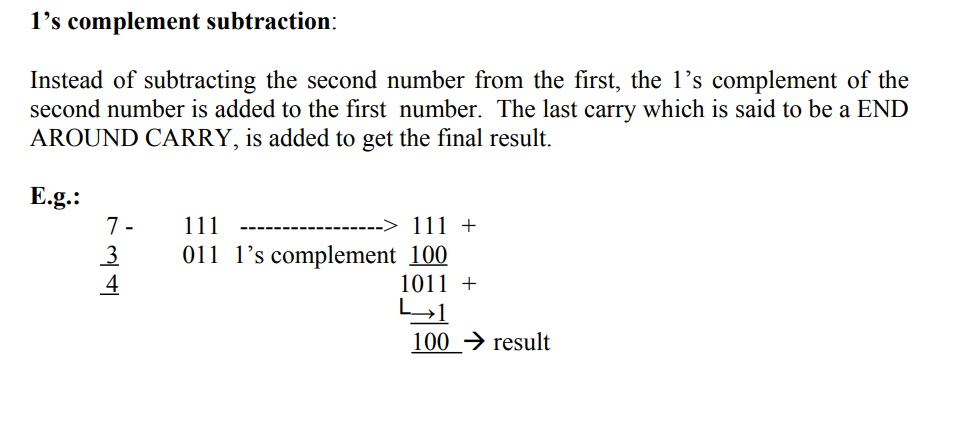 1’s complement subtraction:
Instead of subtracting the second number from the first, the 1’s complement of the
second number is added to the first number. The last carry which is said to be a END
AROUND CARRY, is added to get the final result.
E.g.:
7 - 111 -----------------> 111 +
3 011 1’s complement 100
4 1011 +
→1
100 → result